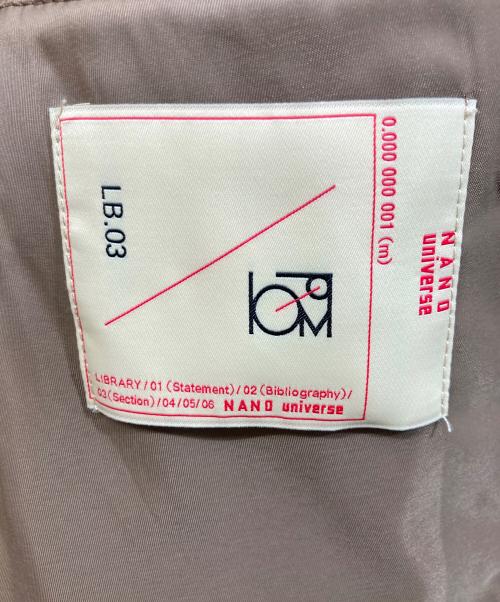 0.000 000 001 (m)
NANO
universe
LB.03
LIBRARY/01 (Statement)/02 (Bibliography)/
03(Section)/04/05/06 NANO universe